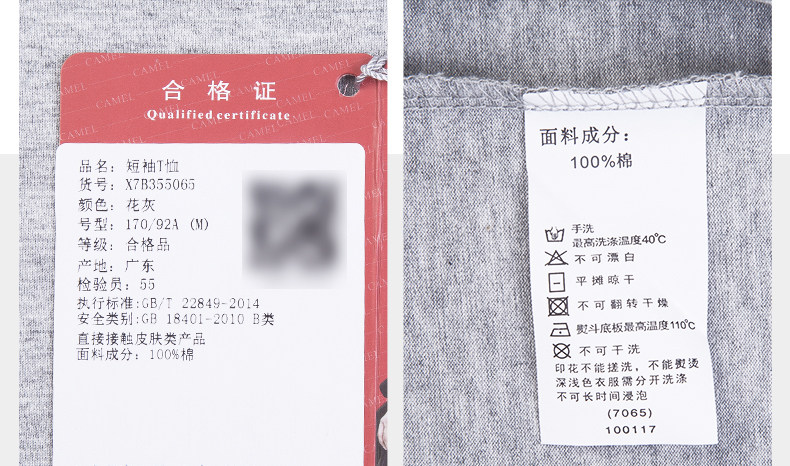 合格证
Qualified certificate
品名：短袖T恤
货号：X7B355065
颜色：花灰
号型：170/92A (M)
等级：合格品
产地：广东
检验员：55
执行标准:GB/T 22849-2014
安全类别:GB 18401-2010 B类
直接接触皮肤类产品
面料成分：100%棉
CAMEL
面料成分：
100%棉
手洗
最高洗涤温度40℃
不可漂白
平摊晾干
不可翻转干燥
熨斗底板最高温度110℃
不可干洗
印花不能搓洗，不能熨烫
深浅色衣服需分开洗涤
不可长时间浸泡
(7065)
100117